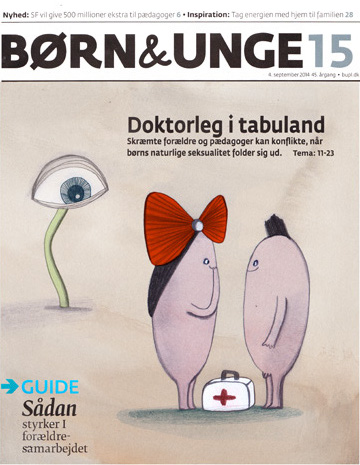 Nyhed: SF vil give 500 millioner ekstra til pædagoger 6 • Inspiration: Tag energien med hjem til familien 28
BØRN&UNGE15
4. september 2014 45. årgang • bupl.dk
Doktorleg i tabuland
Skræmte forældre og pædagoger kan konflikte, når
børns naturlige seksualitet folder sig ud. Tema: 11-23
GUIDE
Sådan
styrker I
forældre-
samarbejdet